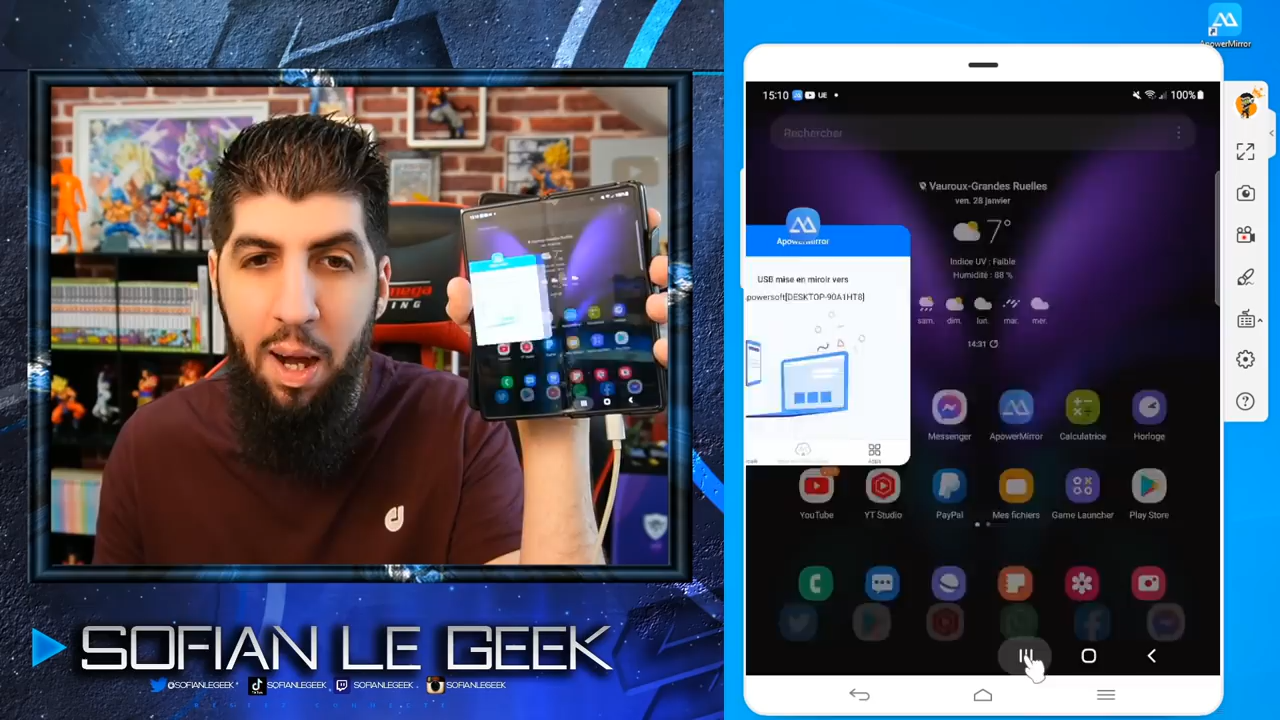 ApowerMirror
15:10 UE
100%
Rechercher
Vauroux-Grandes Ruelles
ven. 28 janvier
7°
Indice UV : Faible
Humidité : 88 %
sam. dim. lun. mar. mer.
14:31
ApowerMirror
USB mise en miroir vers
powersoft[DESKTOP-90A1HT8]
Apps
Messenger ApowerMirror Calculatrice Horloge
YouTube YT Studio PayPal Mes fichiers Game Launcher Play Store
SOFIAN LE GEEK
@SOFIANLEGEEK SOFIANLEGEEK SOFIANLEGEEK SOFIANLEGEEK